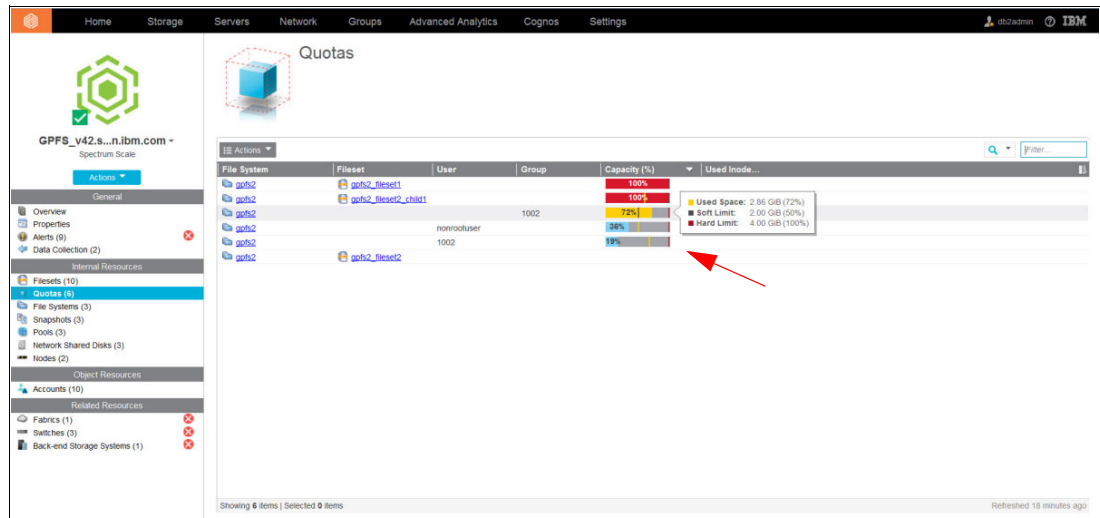 Home Storage Servers Network Groups Advanced Analytics Cognos Settings db2admin IBM
Quotas
GPFS_v42.s...n.ibm.com
Spectrum Scale
Actions
General
Overview
Properties
Alerts (9)
Data Collection (2)
Internal Resources
Filesets (10)
Quotas (6)
File Systems (3)
Snapshots (3)
Pools (3)
Network Shared Disks (3)
Nodes (2)
Object Resources
Accounts (10)
Related Resources
Fabrics (1)
Switches (3)
Back-end Storage Systems (1)
Actions Filter...
File System Fileset User Group Capacity (%) Used Inode...
gpfs2 gpfs2_fileset1 100%
gpfs2 gpfs2_fileset2_child1 100%
gpfs2 1002 72%
gpfs2 nonrootuser 36%
gpfs2 1002 19%
gpfs2 gpfs2_fileset2
Used Space: 2.86 GiB (72%)
Soft Limit: 2.00 GiB (50%)
Hard Limit: 4.00 GiB (100%)
Showing 6 items | Selected 0 items Refreshed 18 minutes ago